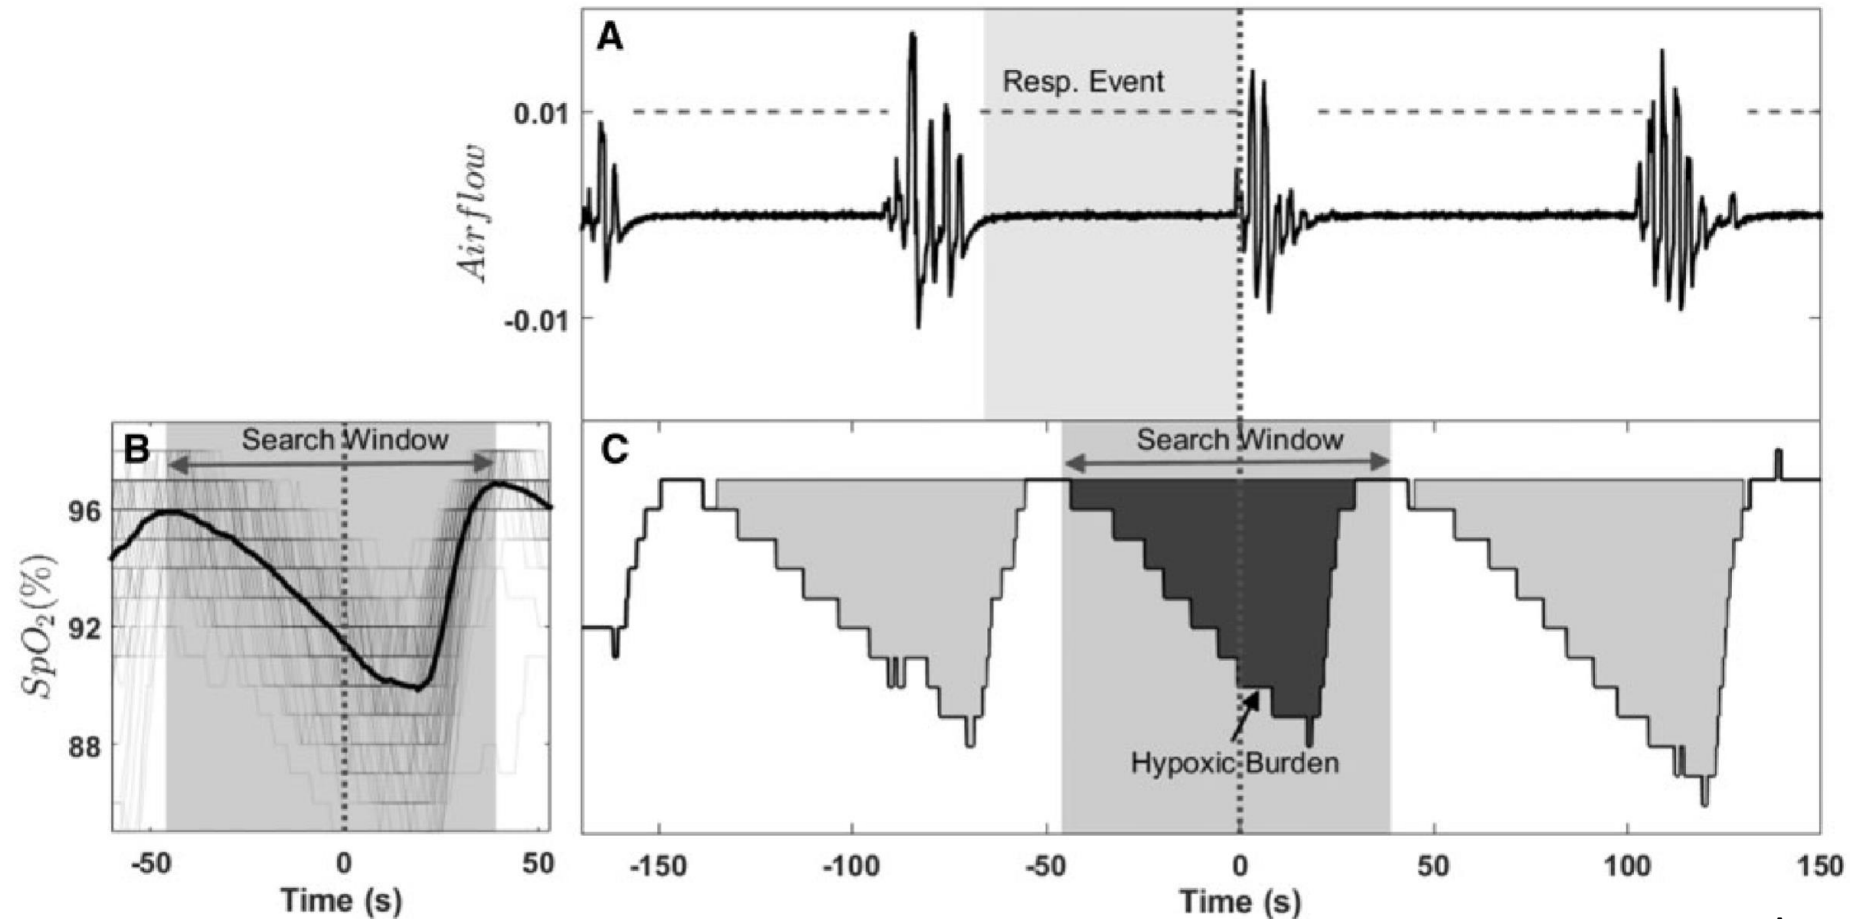 A
Resp. Event
0.01
Airflow
-0.01
B
Search Window
C
Search Window
96
SpO₂(%)
92
88
Hypoxic Burden
-50 0 50
Time (s)
-150 -100 -50 0 50 100 150
Time (s)